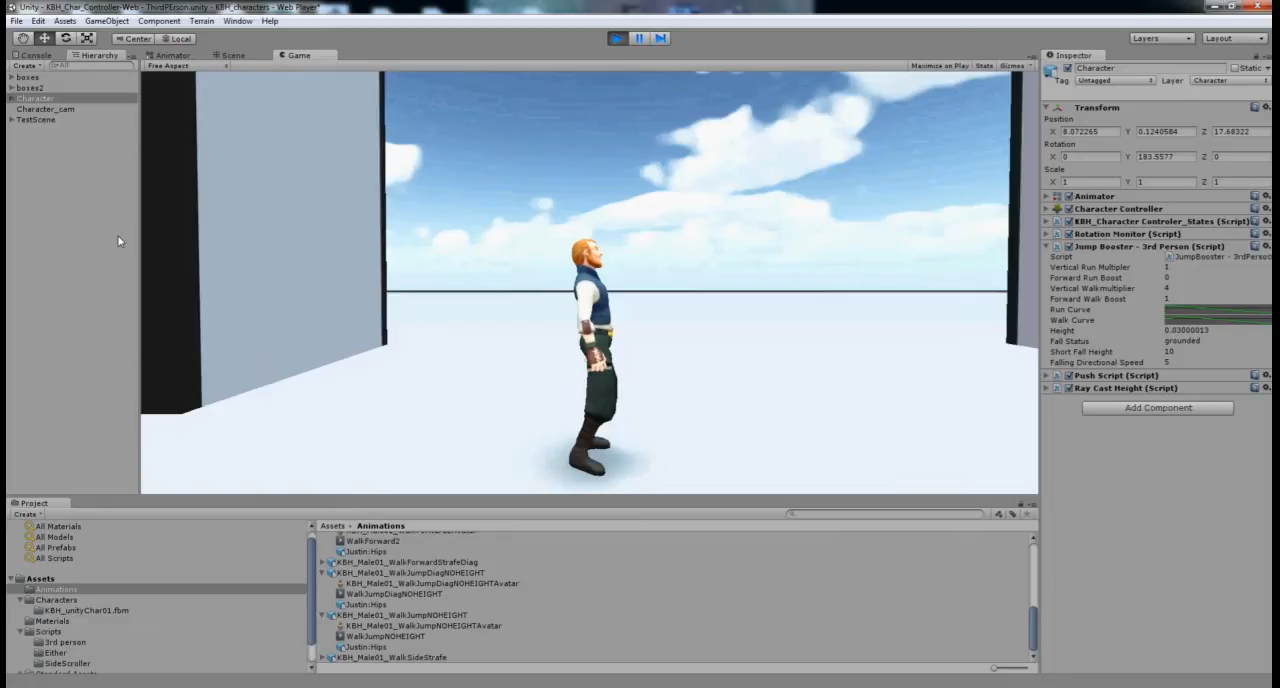 Unity - KBH_Char_Controller-Web - ThirdPErson.unity - KBH_characters - Web Player*
File Edit Assets GameObject Component Terrain Window Help
Center Local Layers Layout
Console Hierarchy Animator Scene Game Inspector
Create All Free Aspect Maximize on Play Stats Gizmos
boxes
boxes2
Character
Character_cam
TestScene
Character Static
Tag Untagged Layer Character
Transform
Position
X 8.072265 Y 0.1240584 Z 17.68322
Rotation
X 0 Y 183.5577 Z 0
Scale
X 1 Y 1 Z 1
Animator
Character Controller
KBH_Character Controler_States (Script)
Rotation Monitor (Script)
Jump Booster - 3rd Person (Script)
Script JumpBooster - 3rdPerso
Vertical Run Multipler 1
Forward Run Boost 0
Vertical Walkmultiplier 4
Forward Walk Boost 1
Run Curve
Walk Curve
Height 0.03000013
Fall Status grounded
Short Fall Height 10
Falling Directional Speed 5
Push Script (Script)
Ray Cast Height (Script)
Add Component
Project
Create
All Materials
All Models
All Prefabs
All Scripts
Assets
Animations
Characters
KBH_unityChar01.fbm
Materials
Scripts
3rd person
Either
SideScroller
Assets Animations
WalkForward2
Justin:Hips
KBH_Male01_WalkForwardStrafeDiag
KBH_Male01_WalkJumpDiagNOHEIGHT
KBH_Male01_WalkJumpDiagNOHEIGHTAvatar
WalkJumpDiagNOHEIGHT
Justin:Hips
KBH_Male01_WalkJumpNOHEIGHT
KBH_Male01_WalkJumpNOHEIGHTAvatar
WalkJumpNOHEIGHT
Justin:Hips
KBH_Male01_WalkSideStrafe